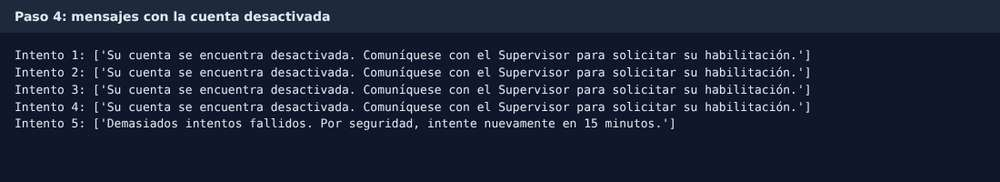 Paso 4: mensajes con la cuenta desactivada
Intento 1: ['Su cuenta se encuentra desactivada. Comuníquese con el Supervisor para solicitar su habilitación.']
Intento 2: ['Su cuenta se encuentra desactivada. Comuníquese con el Supervisor para solicitar su habilitación.']
Intento 3: ['Su cuenta se encuentra desactivada. Comuníquese con el Supervisor para solicitar su habilitación.']
Intento 4: ['Su cuenta se encuentra desactivada. Comuníquese con el Supervisor para solicitar su habilitación.']
Intento 5: ['Demasiados intentos fallidos. Por seguridad, intente nuevamente en 15 minutos.']